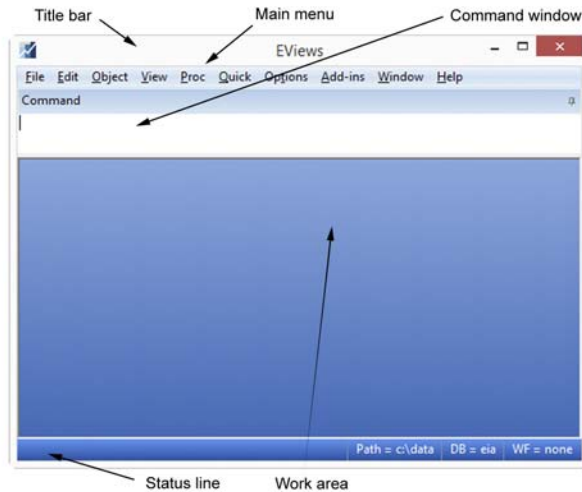 Title bar
Main menu
Command window
EViews
File Edit Object View Proc Quick Options Add-ins Window Help
Command
Path = c:\data DB = eia WF = none
Status line
Work area